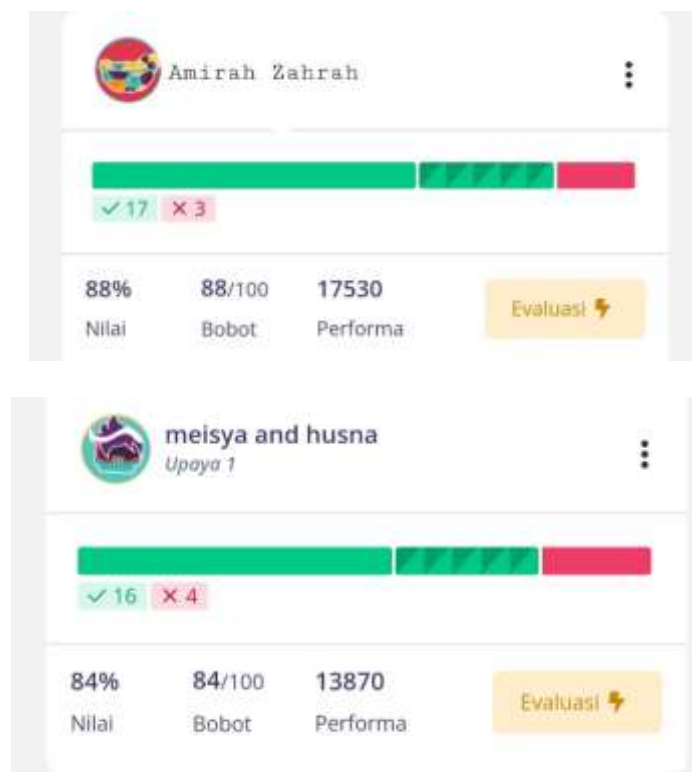 Amirah Zahrah
✓ 17 ✕ 3
88% 88/100 17530
Nilai Bobot Performa
Evaluasi
meisya and husna
Upaya 1
✓ 16 ✕ 4
84% 84/100 13870
Nilai Bobot Performa
Evaluasi